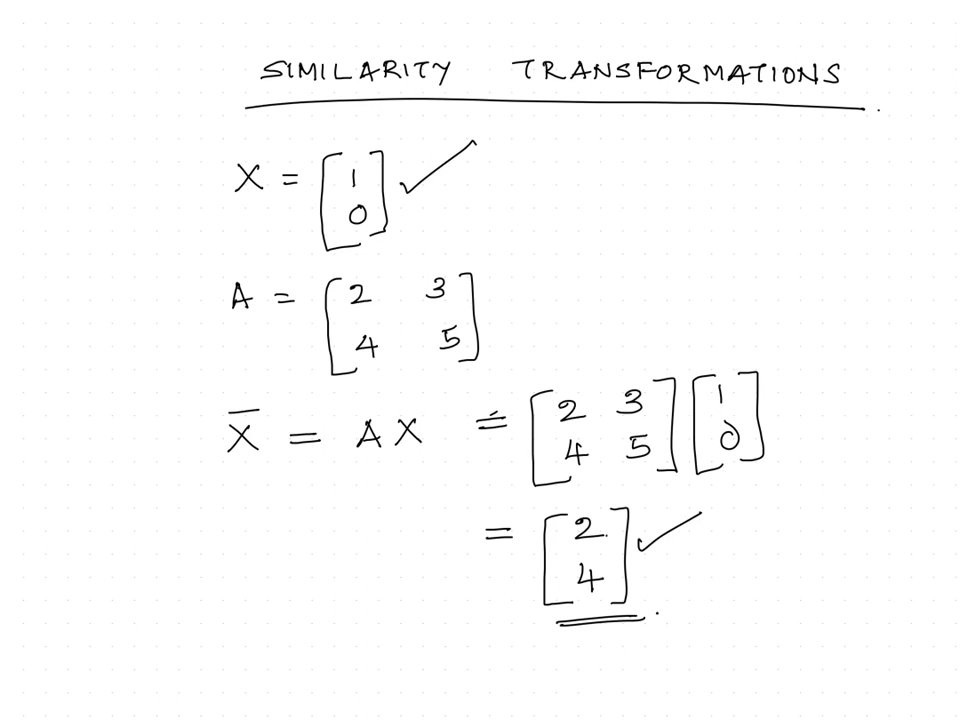 SIMILARITY TRANSFORMATIONS
X = [1
0]
A = [2 3
4 5]
X̅ = AX = [2 3
4 5] [1
0]
= [2
4]